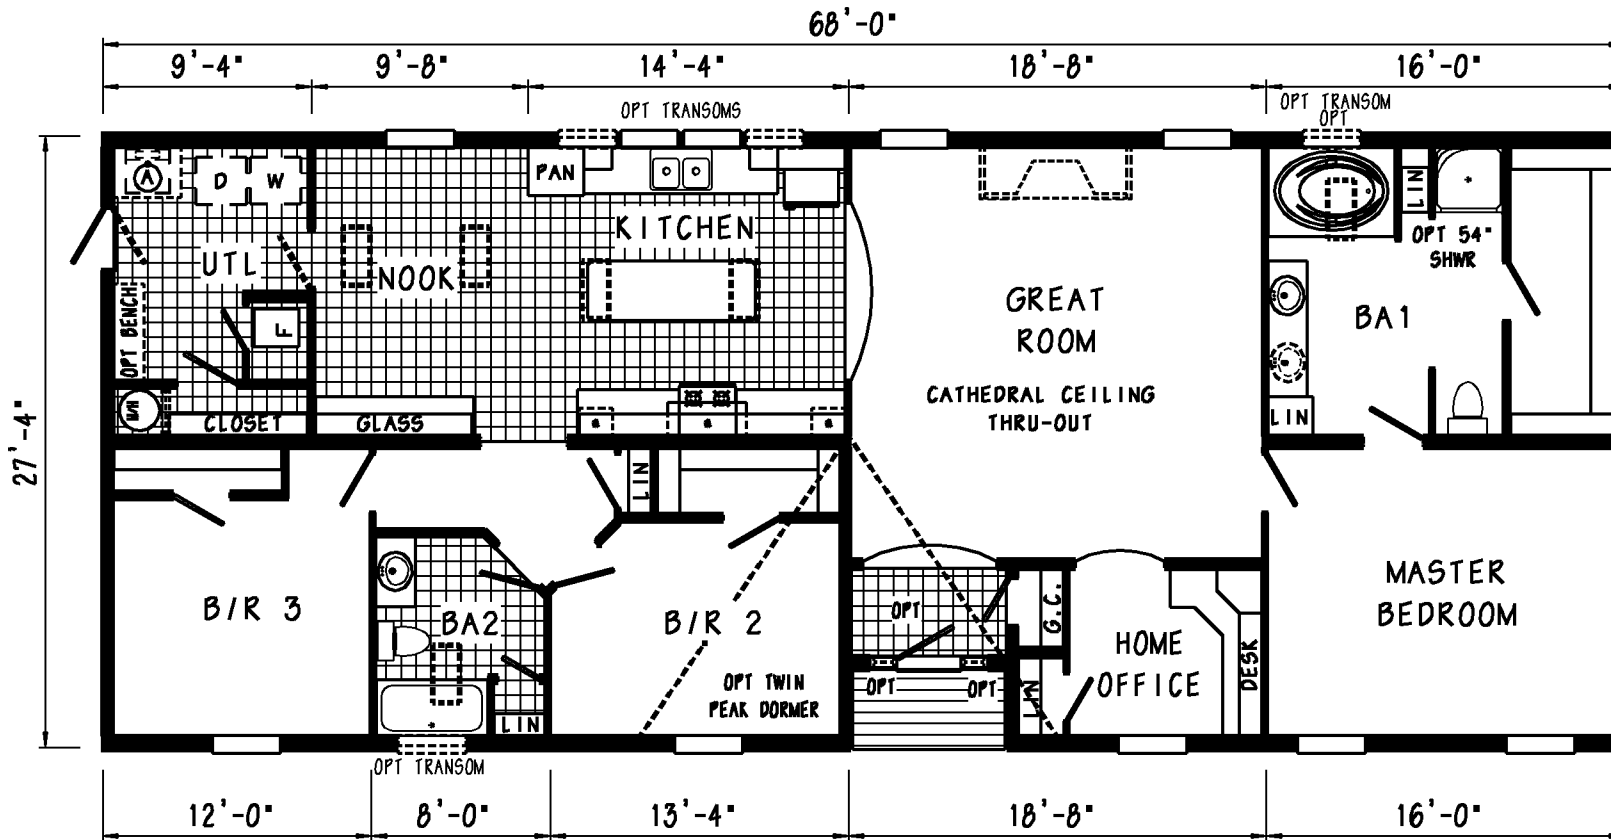 68'-0"
9'-4" 9'-8" 14'-4" 18'-8" 16'-0"
OPT TRANSOMS
OPT TRANSOM
OPT
A
D
W
PAN
LIN
OPT 54"
SHWR
UTL
NOOK
KITCHEN
GREAT
ROOM
CATHEDRAL CEILING
THRU-OUT
BA1
OPT BENCH
F
W/H
CLOSET
GLASS
LIN
27'-4"
LIN
B/R 3
BA2
B/R 2
OPT TWIN
PEAK DORMER
LIN
OPT
OPT
OPT
G.C.
LIN
HOME
OFFICE
DESK
MASTER
BEDROOM
OPT TRANSOM
12'-0" 8'-0" 13'-4" 18'-8" 16'-0"